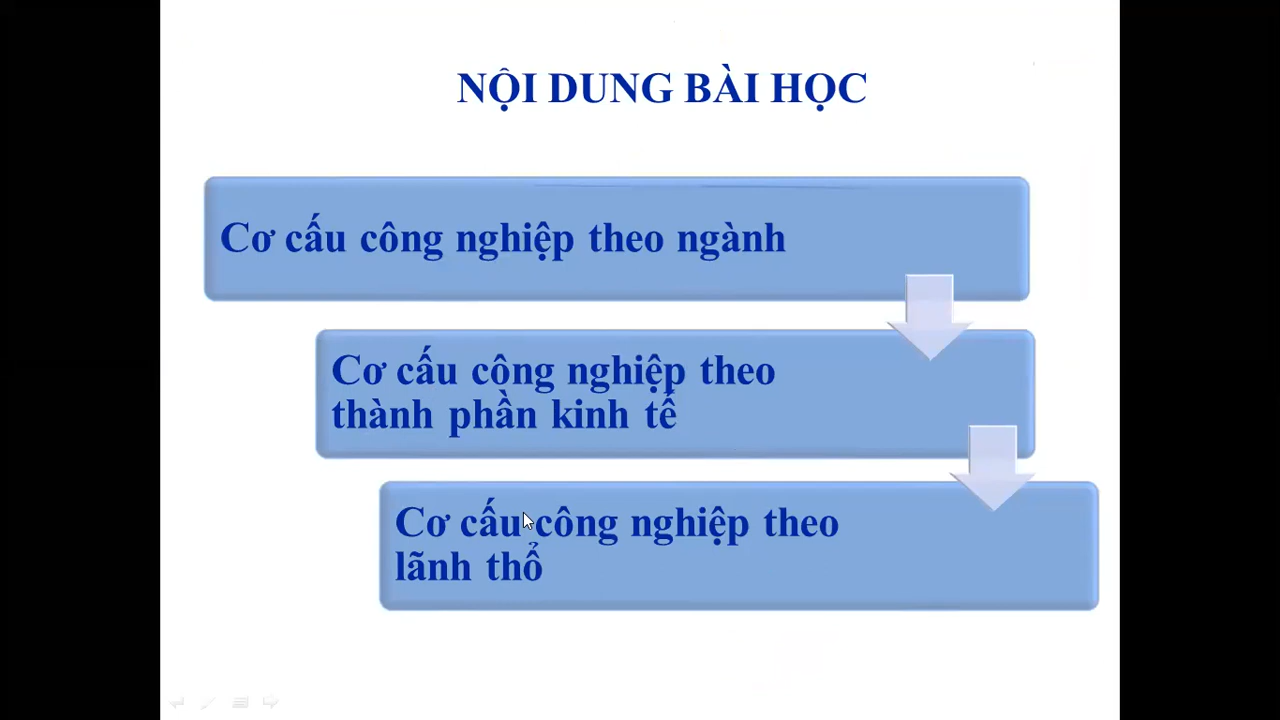 NỘI DUNG BÀI HỌC
Cơ cấu công nghiệp theo ngành
Cơ cấu công nghiệp theo
thành phần kinh tế
Cơ cấu công nghiệp theo
lãnh thổ